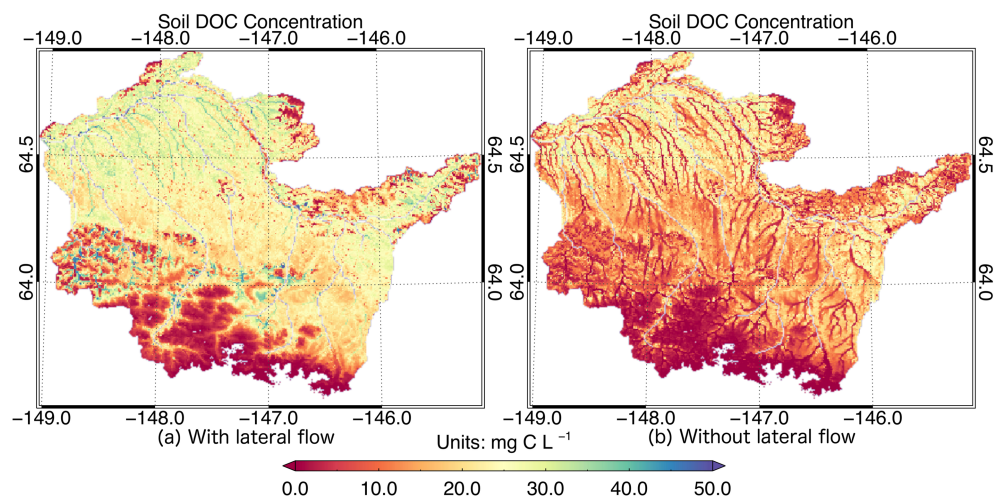 Soil DOC Concentration Soil DOC Concentration
−149.0 −148.0 −147.0 −146.0 −149.0 −148.0 −147.0 −146.0
64.5 64.5 64.5 64.5
64.0 64.0 64.0 64.0
−149.0 −148.0 −147.0 −146.0 −149.0 −148.0 −147.0 −146.0
(a) With lateral flow (b) Without lateral flow
Units: mg C L −1
0.0 10.0 20.0 30.0 40.0 50.0